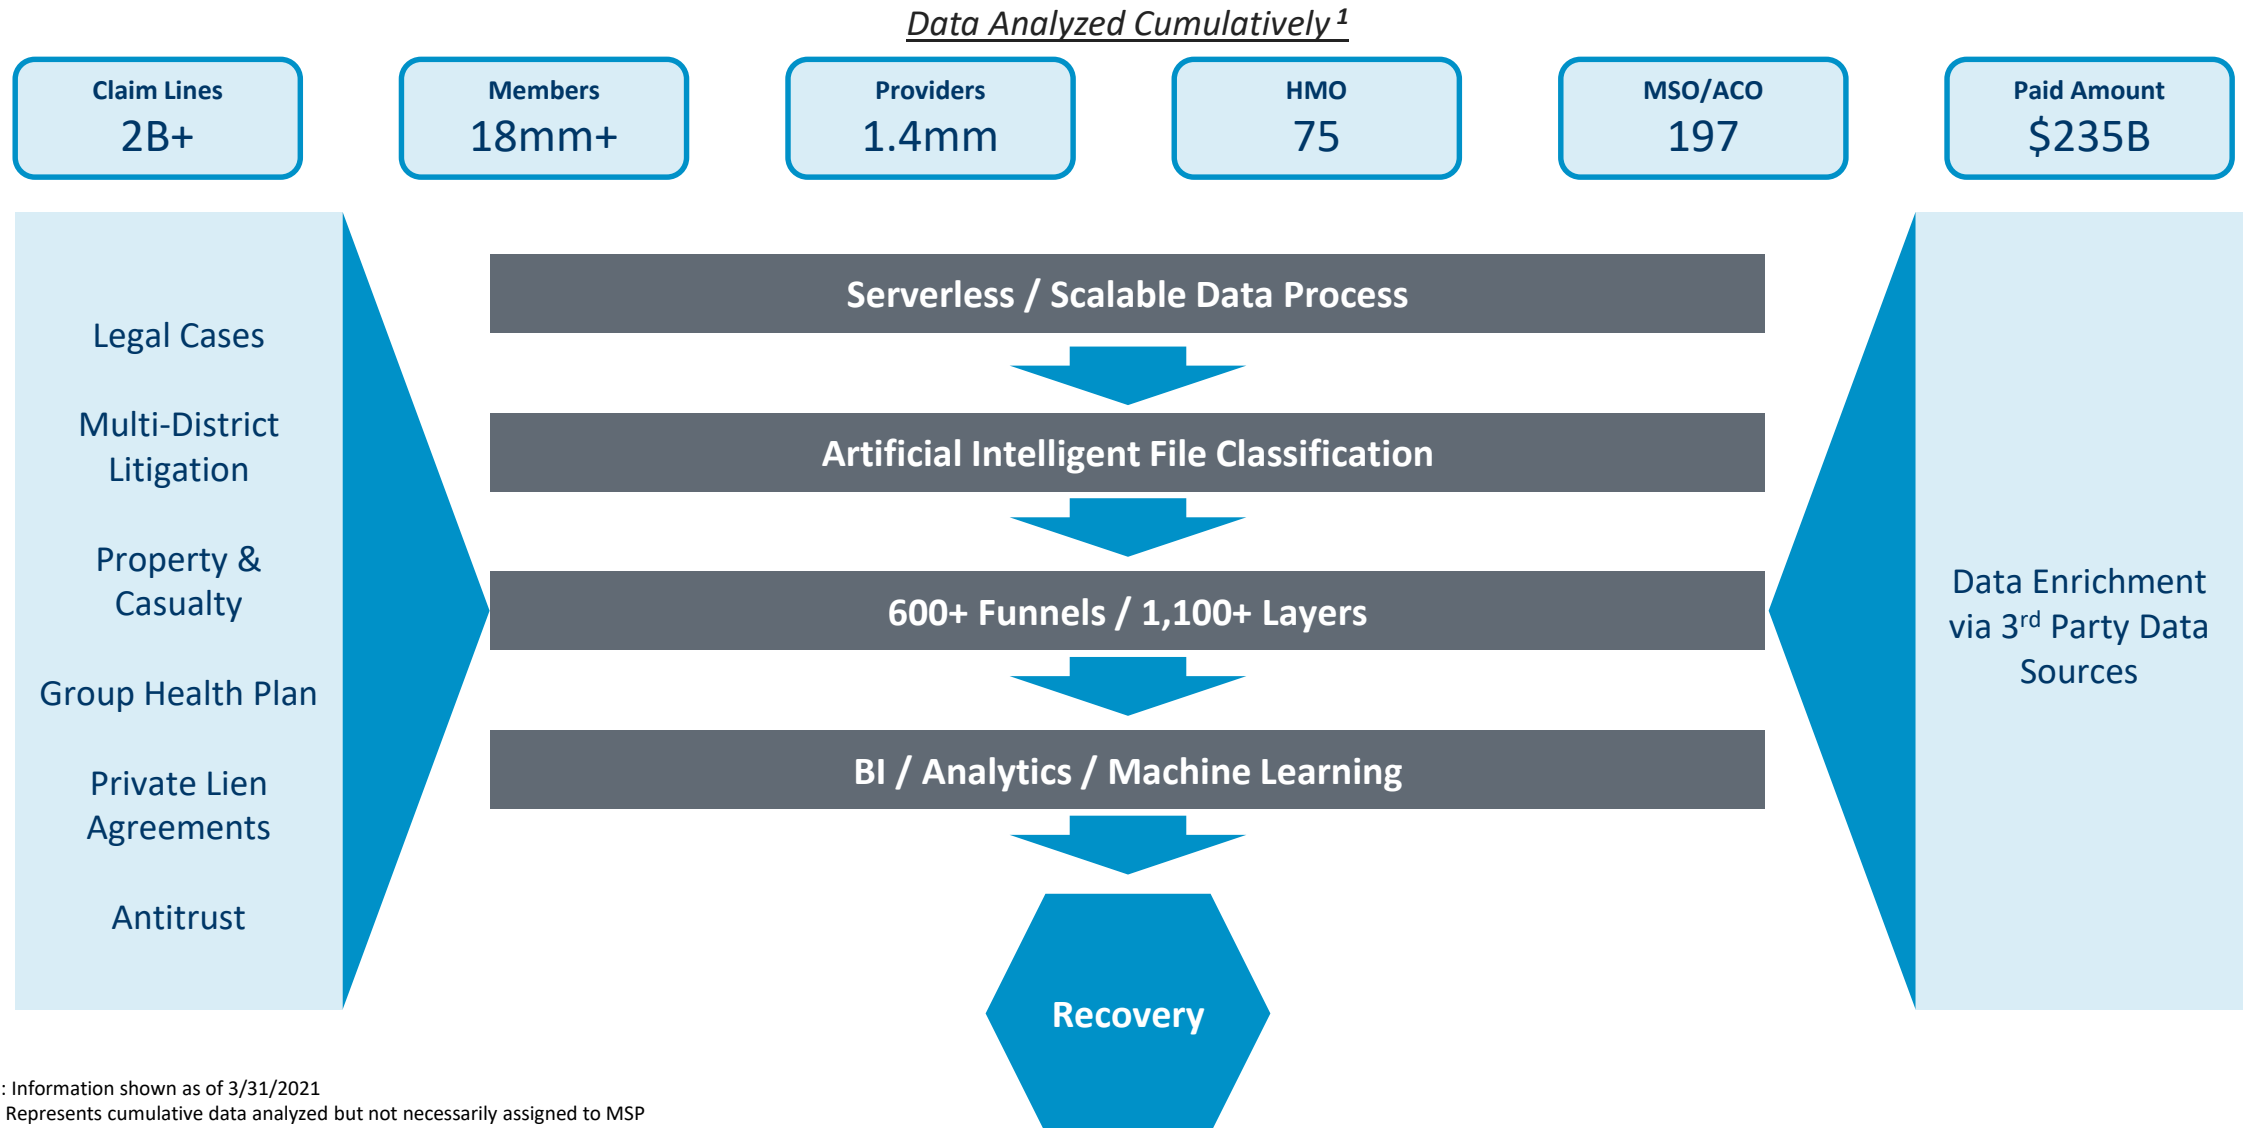 Data Analyzed Cumulatively 1
Claim Lines
2B+
Members
18mm+
Providers
1.4mm
HMO
75
MSO/ACO
197
Paid Amount
$235B
Legal Cases
Multi-District
Litigation
Property &
Casualty
Group Health Plan
Private Lien
Agreements
Antitrust
Serverless / Scalable Data Process
Artificial Intelligent File Classification
600+ Funnels / 1,100+ Layers
BI / Analytics / Machine Learning
Recovery
Data Enrichment
via 3rd Party Data
Sources
: Information shown as of 3/31/2021
Represents cumulative data analyzed but not necessarily assigned to MSP